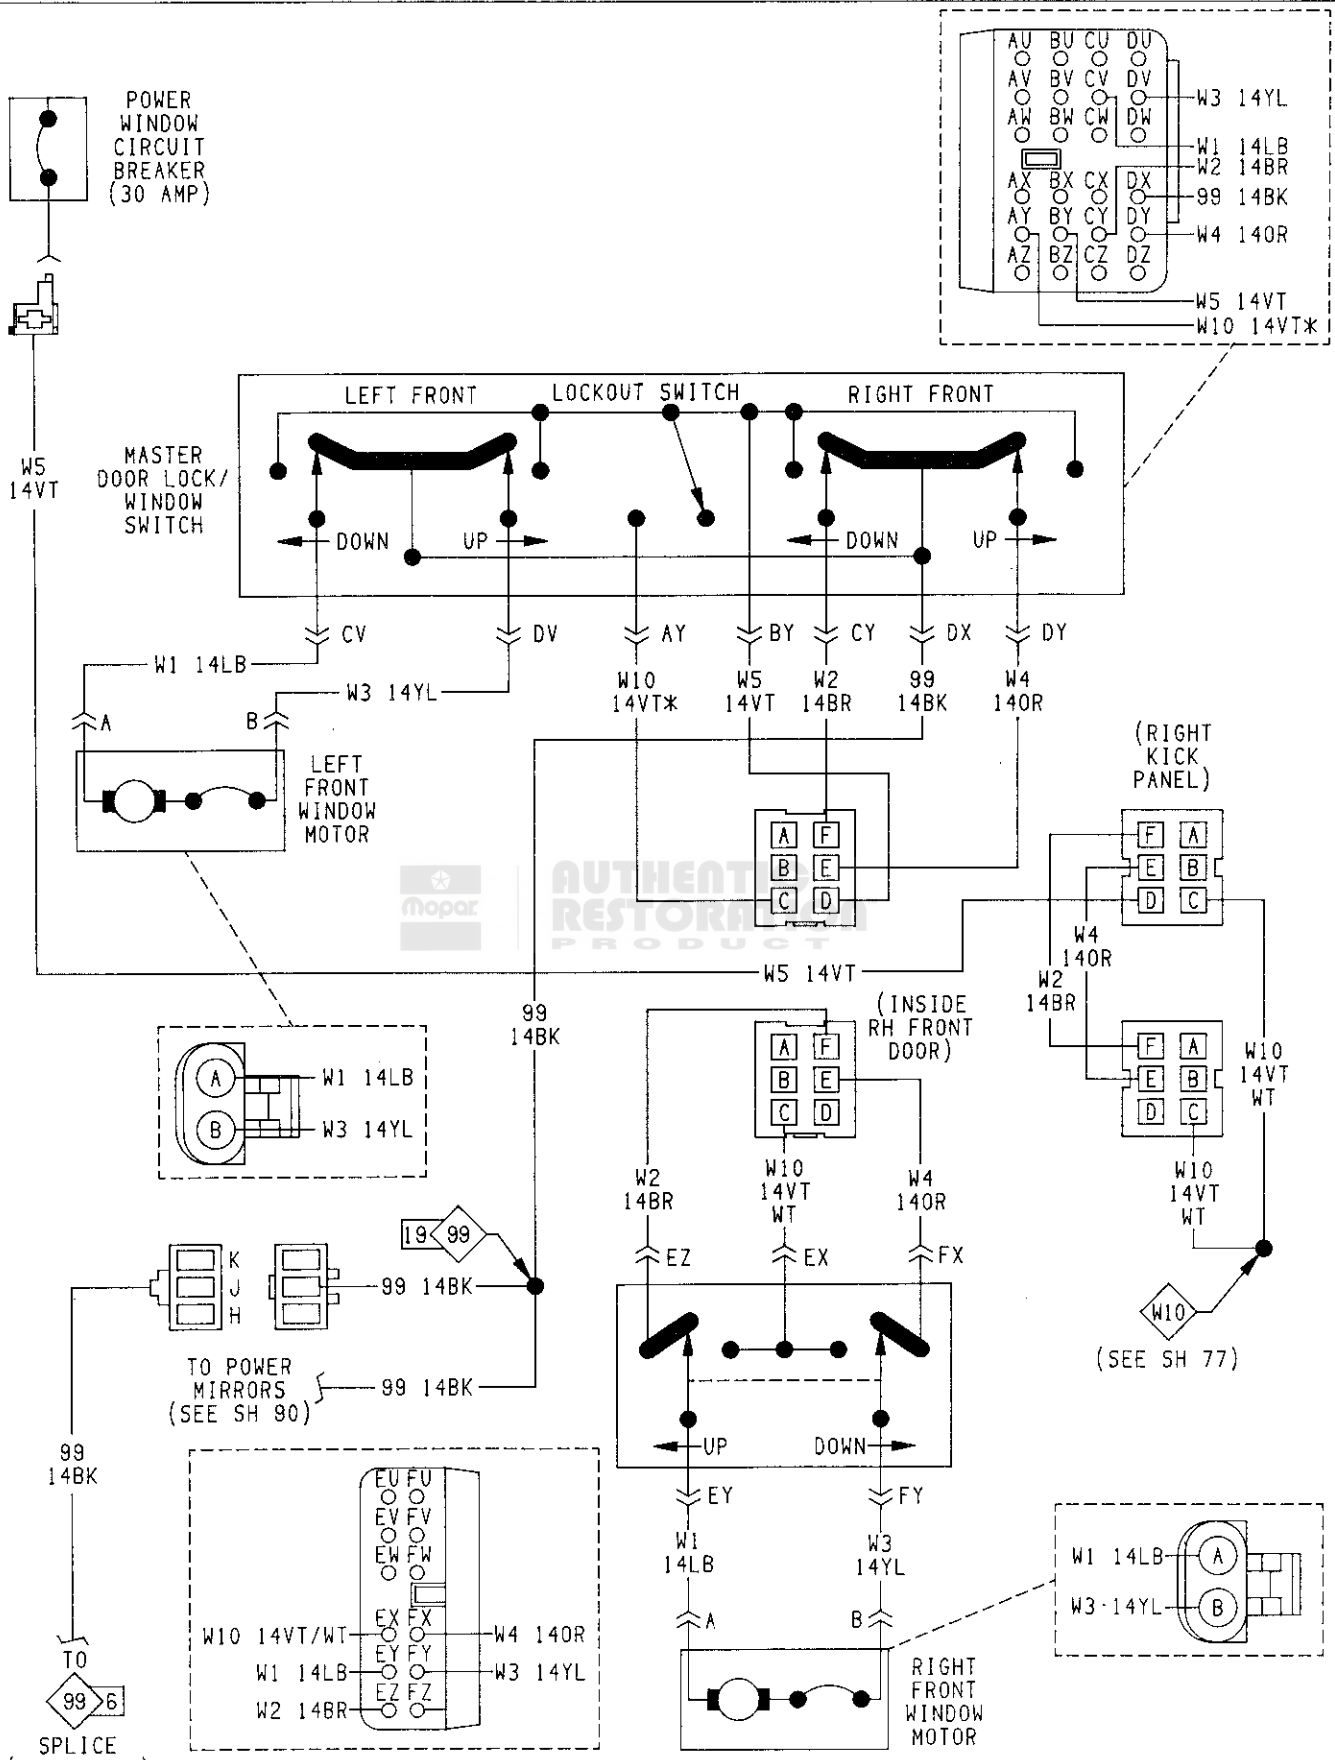 POWER
WINDOW
CIRCUIT
BREAKER
(30 AMP)
AU BU CU DU
AV BV CV DV
W3 14YL
AW BW CW DW
W1 14LB
W2 14BR
AX BX CX DX
99 14BK
AY BY CY DY
W4 14OR
AZ BZ CZ DZ
W5 14VT
W10 14VT*
LEFT FRONT
LOCKOUT SWITCH
RIGHT FRONT
MASTER
DOOR LOCK/
WINDOW
SWITCH
W5
14VT
DOWN
UP
DOWN
UP
CV
DV
AY
BY
CY
DX
DY
W1 14LB
W3 14YL
W10
14VT*
W5
14VT
W2
14BR
99
14BK
W4
14OR
A
B
LEFT
FRONT
WINDOW
MOTOR
(RIGHT
KICK
PANEL)
A F
B E
C D
F A
E B
D C
Mopar
AUTHENTIC
RESTORATION
PRODUCT
W4
14OR
W2
14BR
W5 14VT
99
14BK
(INSIDE
RH FRONT
DOOR)
A F
B E
C D
F A
E B
D C
W10
14VT
WT
A
W1 14LB
B
W3 14YL
W2
14BR
W10
14VT
WT
W4
14OR
W10
14VT
WT
19 99
K
J
H
99 14BK
EZ
EX
FX
W10
(SEE SH 77)
TO POWER
MIRRORS
(SEE SH 90)
99 14BK
UP
DOWN
99
14BK
EU FU
EV FV
EW FW
EX FX
W10 14VT/WT
W4 14OR
EY FY
W1 14LB
W3 14YL
EZ FZ
W2 14BR
EY
FY
W1
14LB
W3
14YL
A
B
W1 14LB
A
W3 14YL
B
RIGHT
FRONT
WINDOW
MOTOR
TO
99 6
SPLICE